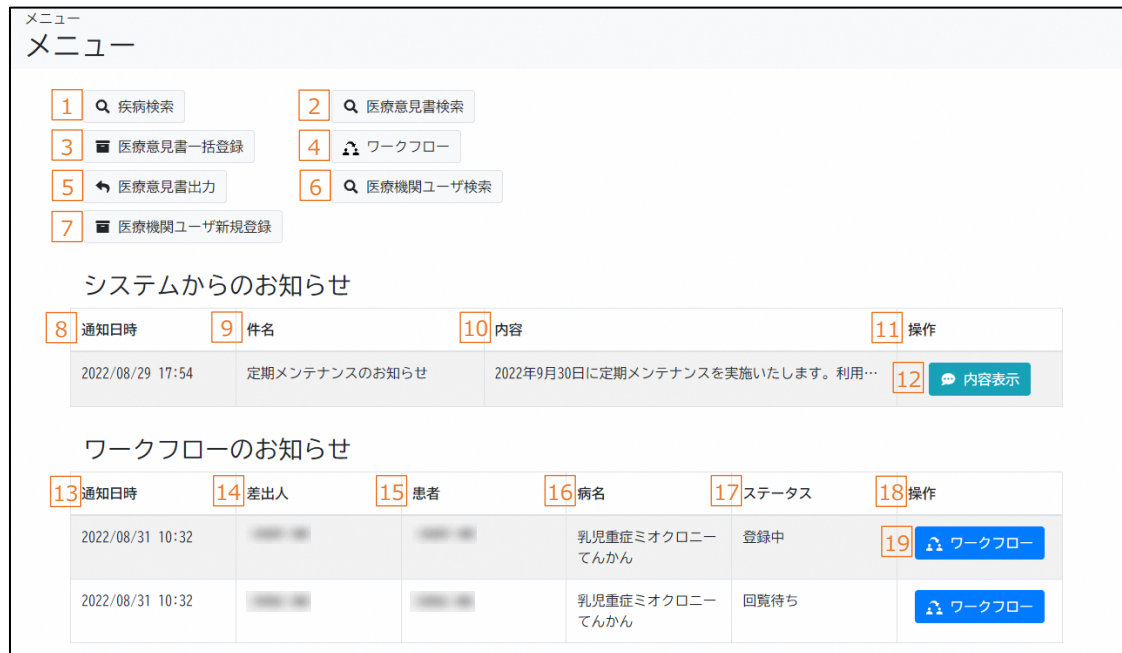 メニュー
メニュー
1 疾病検索 2 医療意見書検索
3 医療意見書一括登録 4 ワークフロー
5 医療意見書出力 6 医療機関ユーザ検索
7 医療機関ユーザ新規登録
システムからのお知らせ
8 通知日時 9 件名 10 内容 11 操作
2022/08/29 17:54 定期メンテナンスのお知らせ 2022年9月30日に定期メンテナンスを実施いたします。利用… 12 内容表示
ワークフローのお知らせ
13 通知日時 14 差出人 15 患者 16 病名 17 ステータス 18 操作
2022/08/31 10:32 乳児重症ミオクロニー 登録中 19 ワークフロー
てんかん
2022/08/31 10:32 乳児重症ミオクロニー 回覧待ち ワークフロー
てんかん